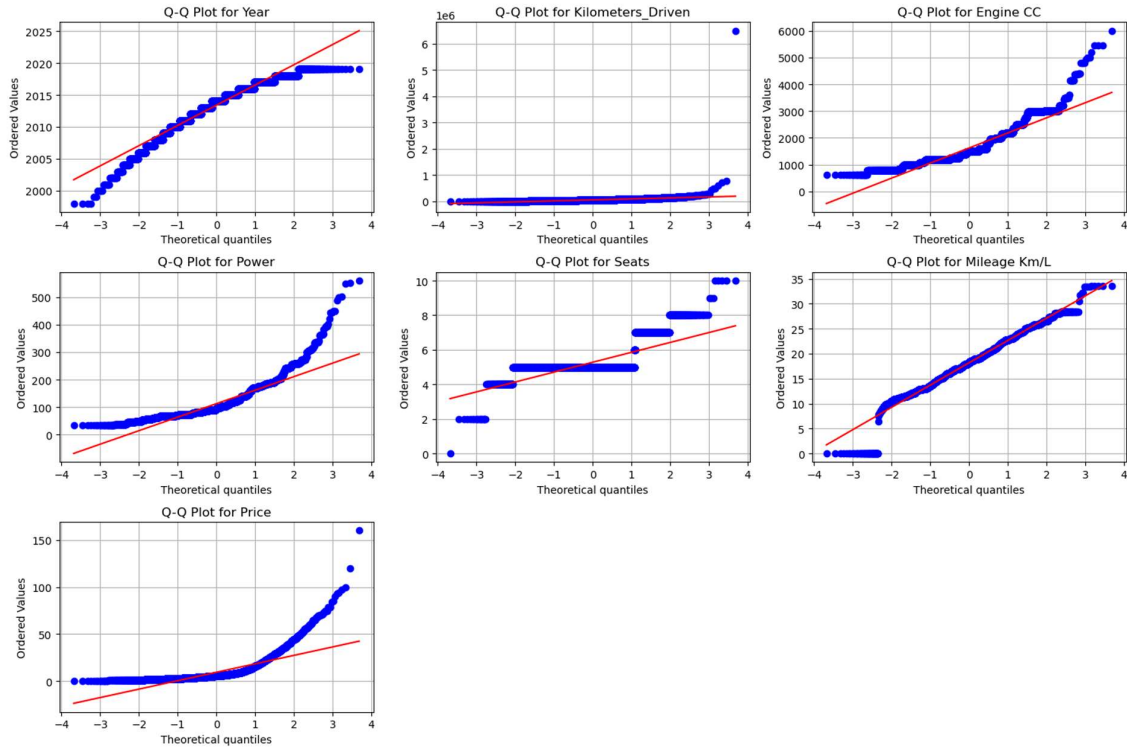 Q-Q Plot for Year
2025
2020
2015
2010
2005
2000
Ordered Values
−4 −3 −2 −1 0 1 2 3 4
Theoretical quantiles
Q-Q Plot for Kilometers_Driven
1e6
6
5
4
3
2
1
0
Ordered Values
−4 −3 −2 −1 0 1 2 3 4
Theoretical quantiles
Q-Q Plot for Engine CC
6000
5000
4000
3000
2000
1000
0
Ordered Values
−4 −3 −2 −1 0 1 2 3 4
Theoretical quantiles
Q-Q Plot for Power
500
400
300
200
100
0
Ordered Values
−4 −3 −2 −1 0 1 2 3 4
Theoretical quantiles
Q-Q Plot for Seats
10
8
6
4
2
0
Ordered Values
−4 −3 −2 −1 0 1 2 3 4
Theoretical quantiles
Q-Q Plot for Mileage Km/L
35
30
25
20
15
10
5
0
Ordered Values
−4 −3 −2 −1 0 1 2 3 4
Theoretical quantiles
Q-Q Plot for Price
150
100
50
0
Ordered Values
−4 −3 −2 −1 0 1 2 3 4
Theoretical quantiles